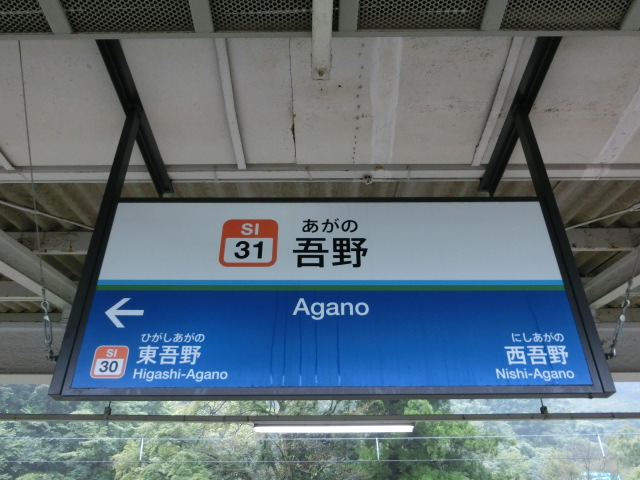 SI
31
あがの
吾野
Agano
←
ひがしあがの
SI
30
東吾野
Higashi-Agano
にしあがの
西吾野
Nishi-Agano